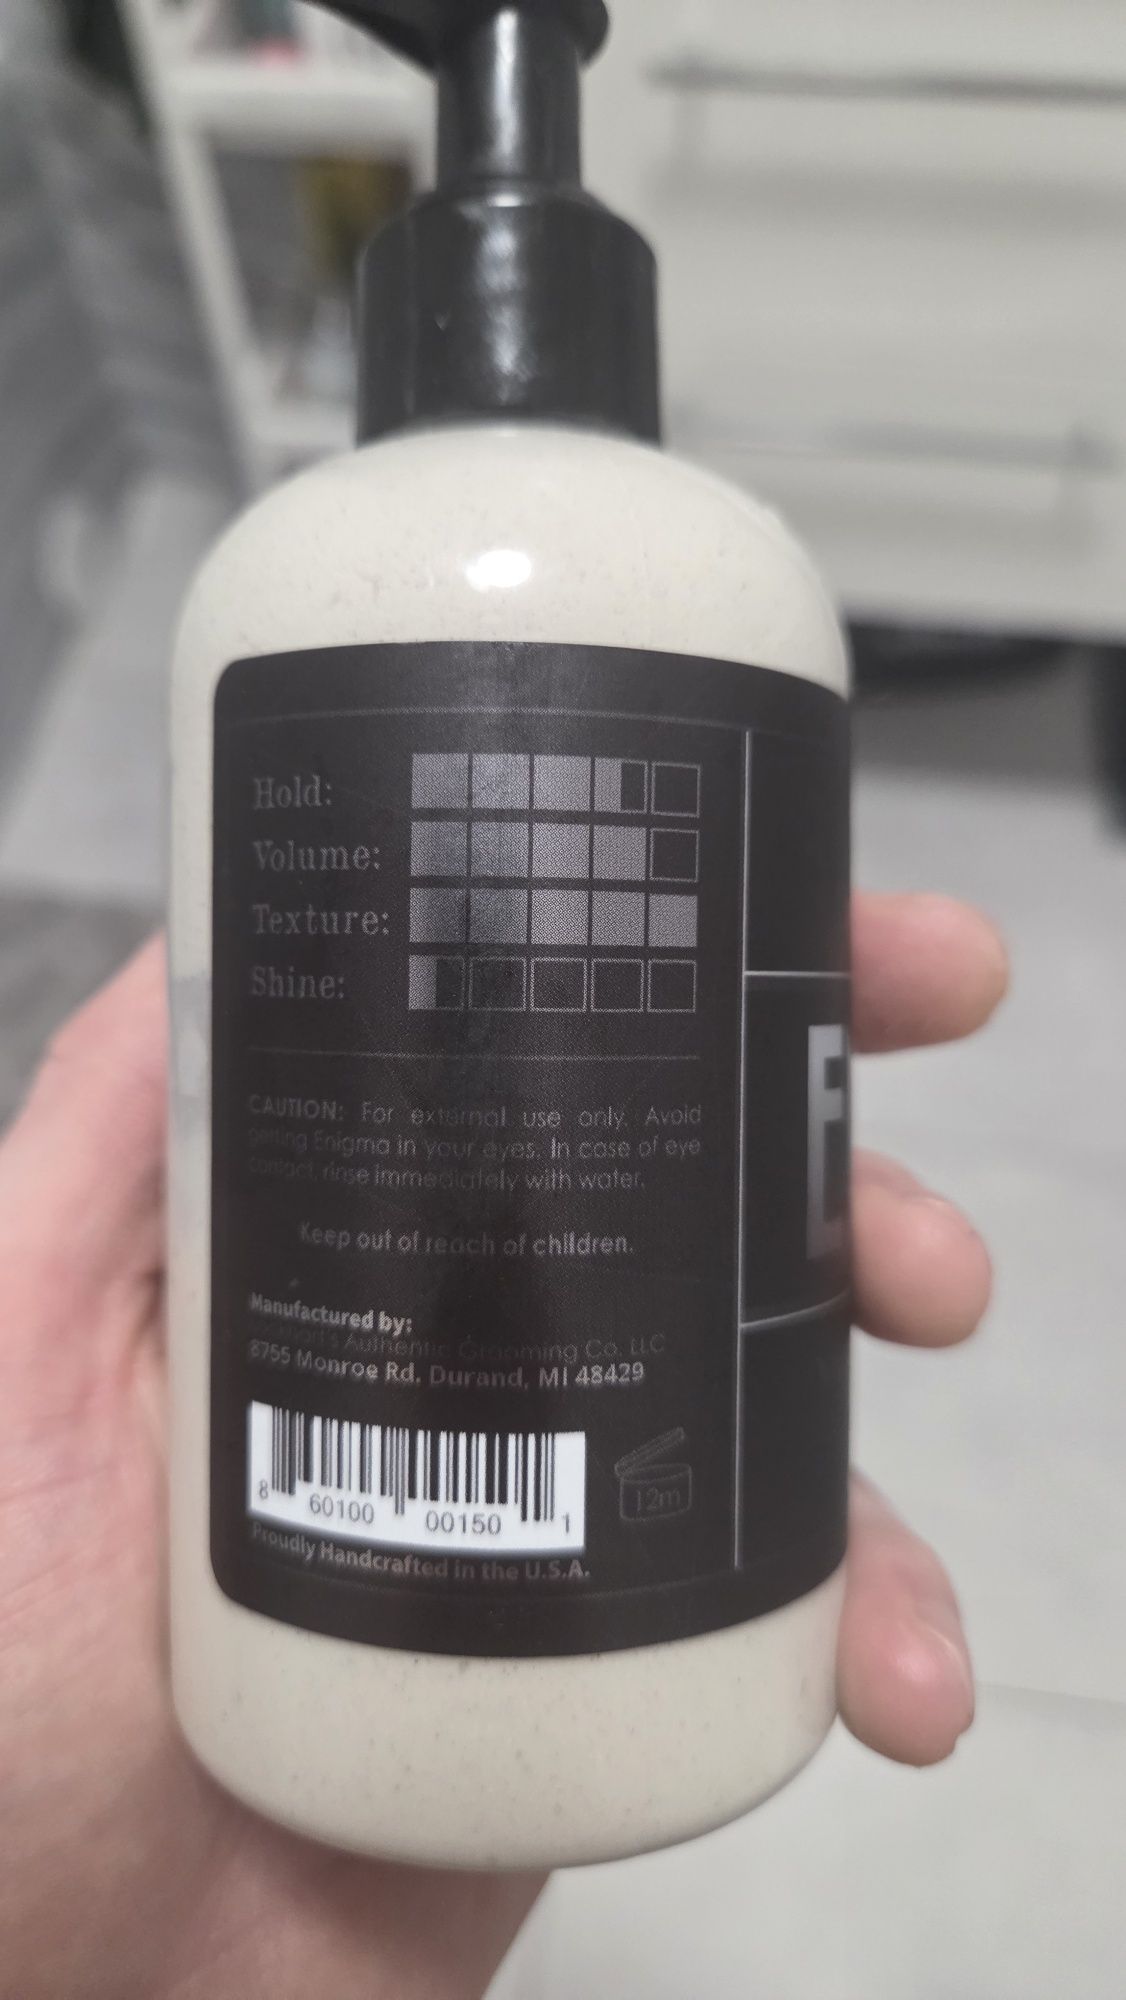 Hold:
Volume:
Texture:
Shine:
CAUTION: For external use only. Avoid
getting Enigma in your eyes. In case of eye
contact, rinse immediately with water.
Keep out of reach of children.
Manufactured by:
Authentic Grooming Co. LLC
8755 Monroe Rd. Durand, MI 48429
8 60100 00150 1
12m
Proudly Handcrafted in the U.S.A.
E